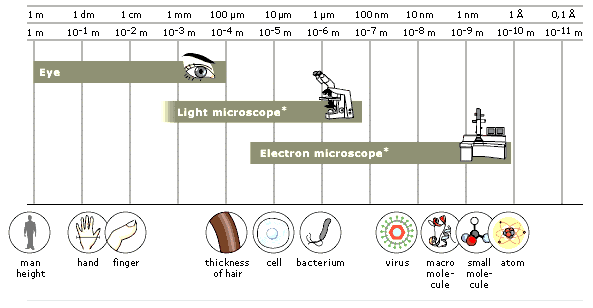 1 m 1 dm 1 cm 1 mm 100 µm 10 µm 1 µm 100 nm 10 nm 1 nm 1 Å 0,1 Å
1 m 10⁻¹ m 10⁻² m 10⁻³ m 10⁻⁴ m 10⁻⁵ m 10⁻⁶ m 10⁻⁷ m 10⁻⁸ m 10⁻⁹ m 10⁻¹⁰ m 10⁻¹¹ m
Eye
Light microscope*
Electron microscope*
man
height
hand
finger
thickness
of hair
cell
bacterium
virus
macro
mole-
cule
small
mole-
cule
atom